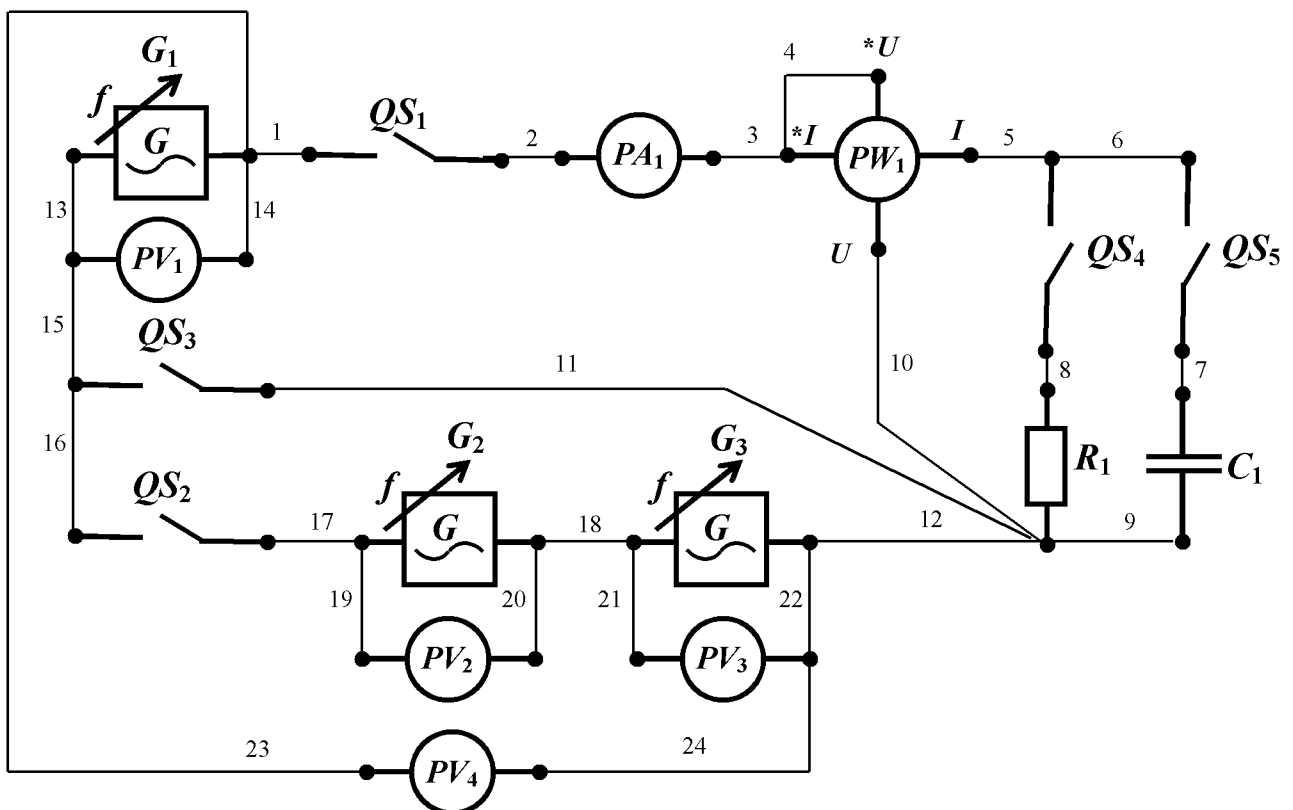 4
*U
G₁
f
G
1
QS₁
2
PA₁
3
*I
PW₁
I
5
6
13
14
PV₁
U
QS₄
QS₅
15
QS₃
11
10
8
7
16
G₂
G₃
R₁
C₁
QS₂
f
f
17
G
18
G
12
9
19
20
21
22
PV₂
PV₃
23
PV₄
24